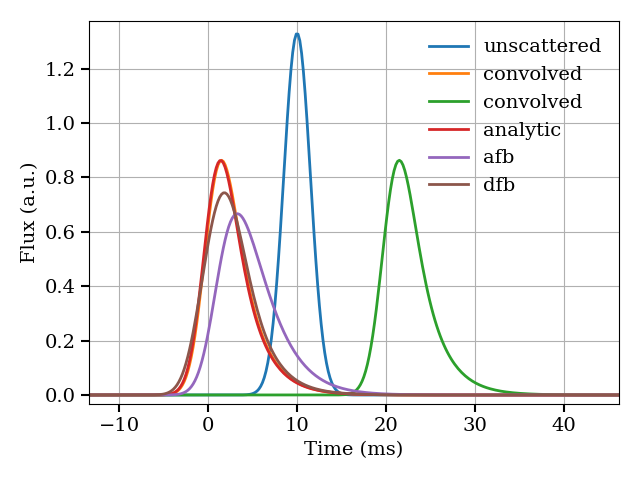 unscattered
convolved
convolved
analytic
afb
dfb
1.2
1.0
0.8
0.6
0.4
0.2
0.0
Flux (a.u.)
−10 0 10 20 30 40
Time (ms)